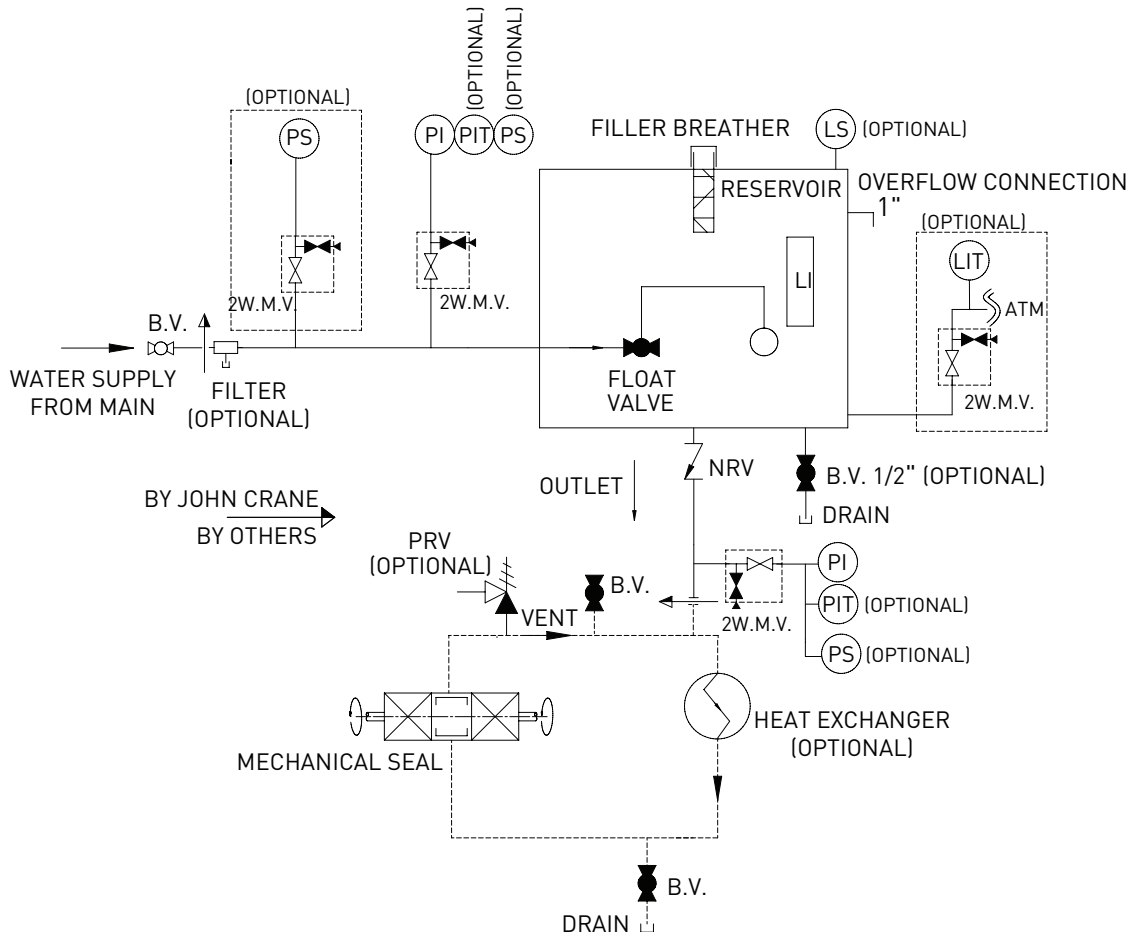 (OPTIONAL)
PS
2W.M.V.
(OPTIONAL)
(OPTIONAL)
PI
PIT
PS
2W.M.V.
FILLER BREATHER
LS
(OPTIONAL)
RESERVOIR
OVERFLOW CONNECTION
1"
(OPTIONAL)
LIT
ATM
2W.M.V.
LI
B.V.
WATER SUPPLY
FROM MAIN
FILTER
(OPTIONAL)
FLOAT
VALVE
NRV
OUTLET
B.V. 1/2" (OPTIONAL)
DRAIN
BY JOHN CRANE
BY OTHERS
PRV
(OPTIONAL)
VENT
B.V.
2W.M.V.
PI
PIT
(OPTIONAL)
PS
(OPTIONAL)
MECHANICAL SEAL
HEAT EXCHANGER
(OPTIONAL)
B.V.
DRAIN